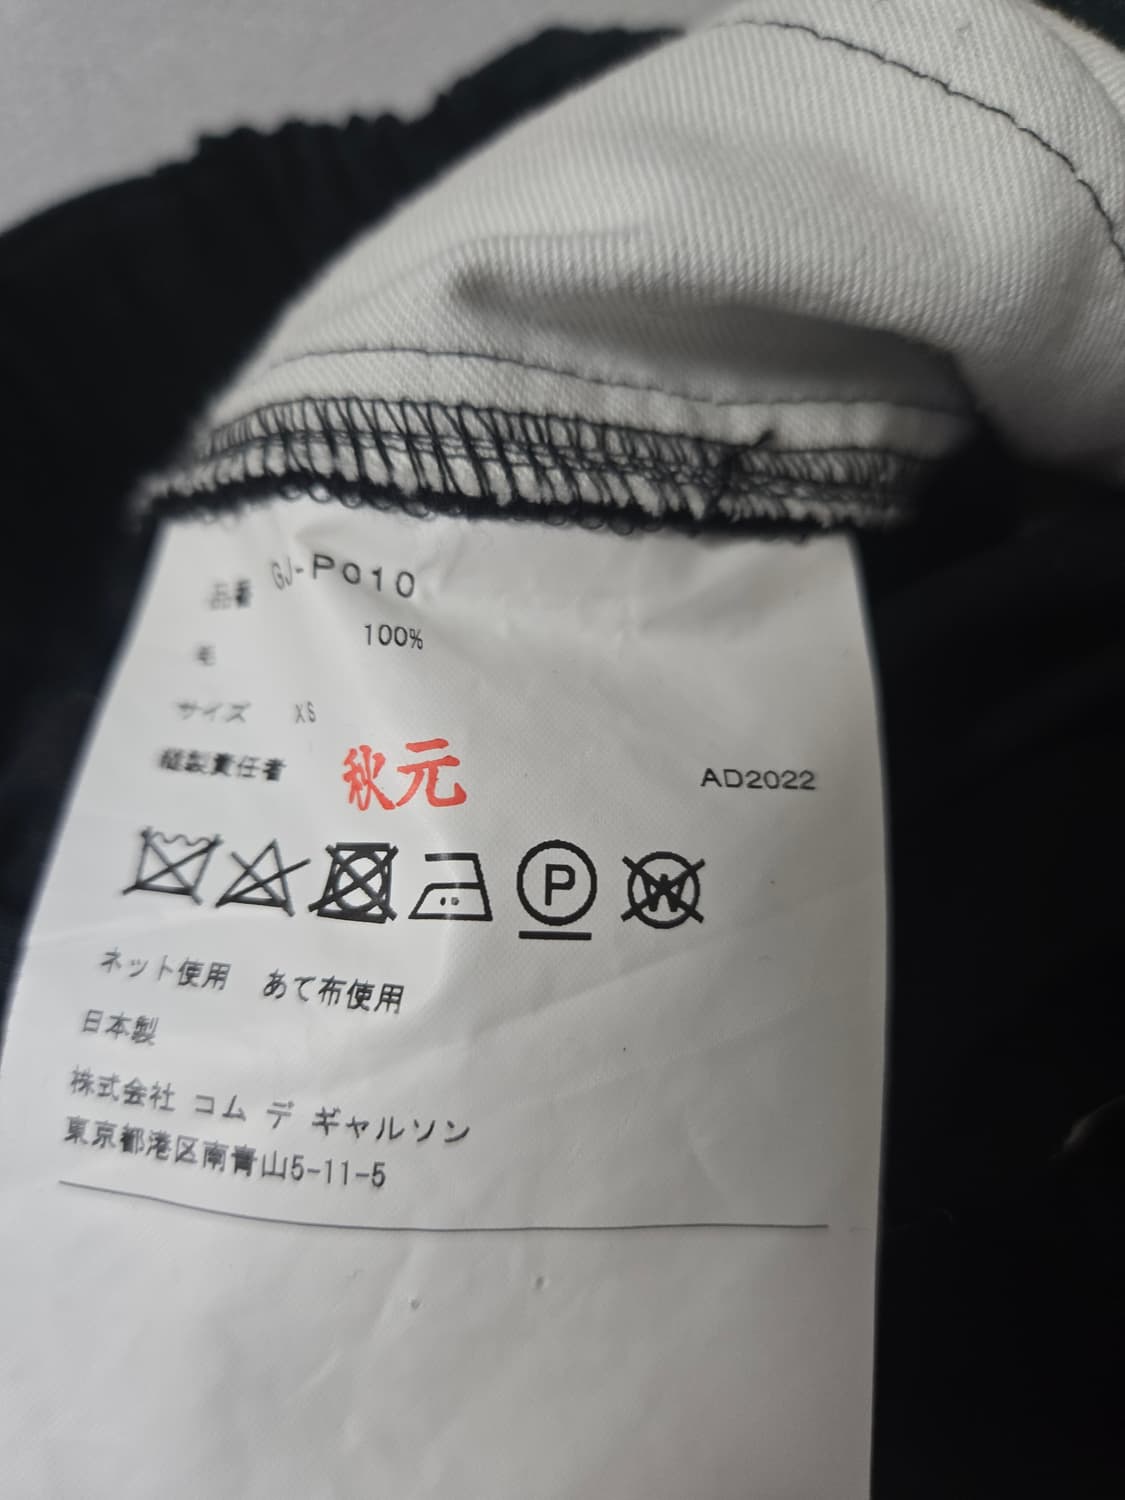 品番 GJ-P010
毛 100%
サイズ XS
縫製責任者 秋元 AD2022
P W
ネット使用 あて布使用
日本製
株式会社 コム デ ギャルソン
東京都港区南青山5-11-5